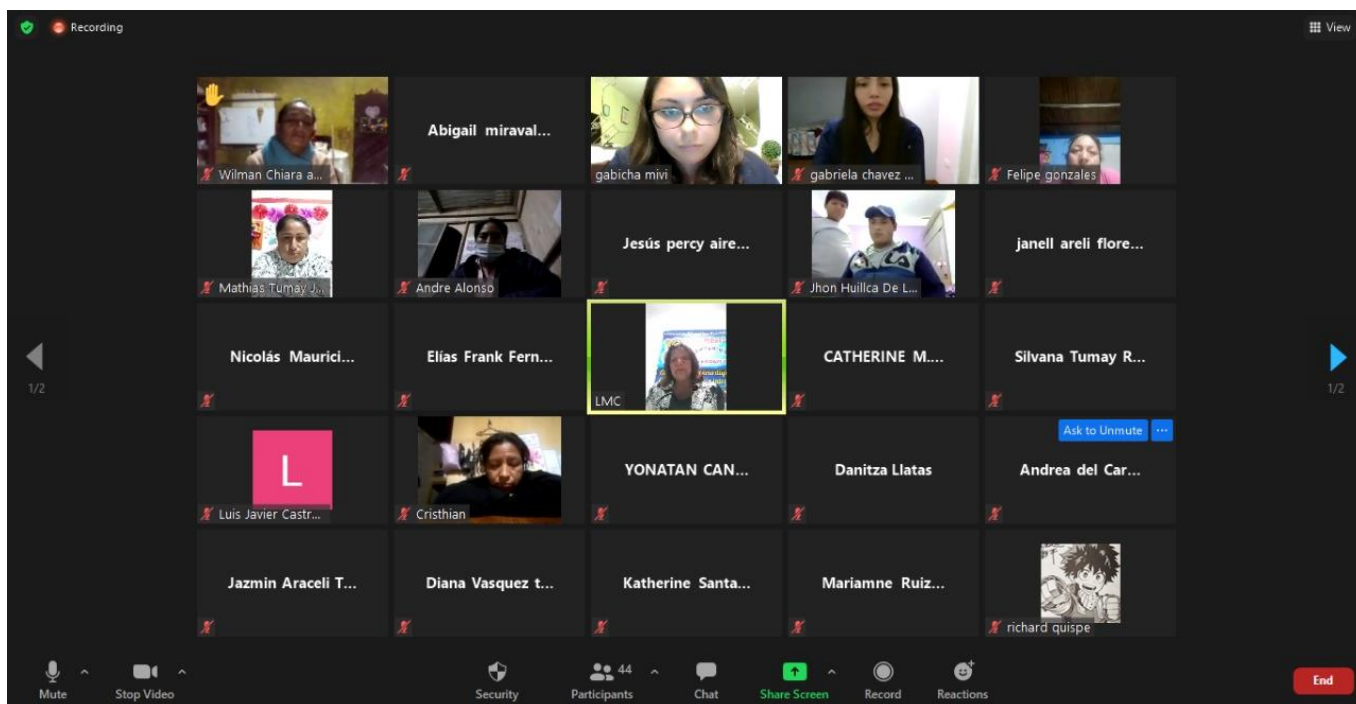 Recording
View
Wilman Chiara a...
Abigail miraval...
gabicha mivi
gabriela chavez ...
Felipe gonzales
Mathias Tumay J...
Andre Alonso
Jesús percy aire...
Jhon Huillca De L...
janell areli flore...
Nicolás Maurici...
Elías Frank Fern...
LMC
CATHERINE M....
Silvana Tumay R...
1/2
1/2
L
Luis Javier Castr...
Cristhian
YONATAN CAN...
Danitza Llatas
Ask to Unmute ...
Andrea del Car...
Jazmin Araceli T...
Diana Vasquez t...
Katherine Santa...
Mariamne Ruiz...
richard quispe
Mute
Stop Video
Security
44
Participants
Chat
Share Screen
Record
Reactions
End